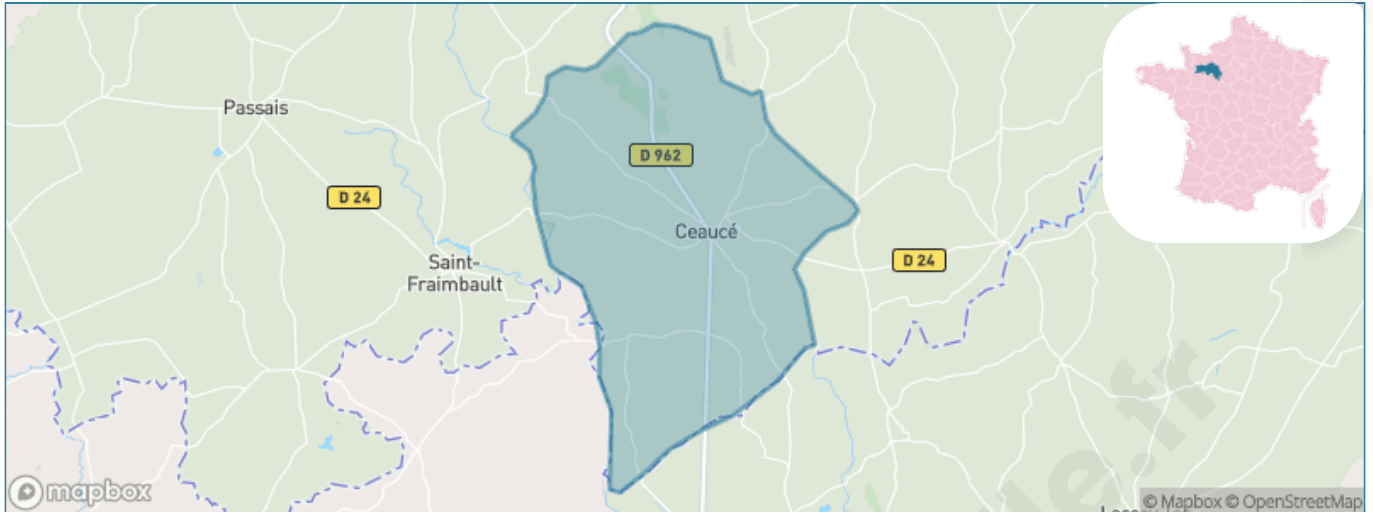 Passais
D 962
D 24
Ceaucé
Saint-
Fraimbault
D 24
mapbox
© Mapbox © OpenStreetMap